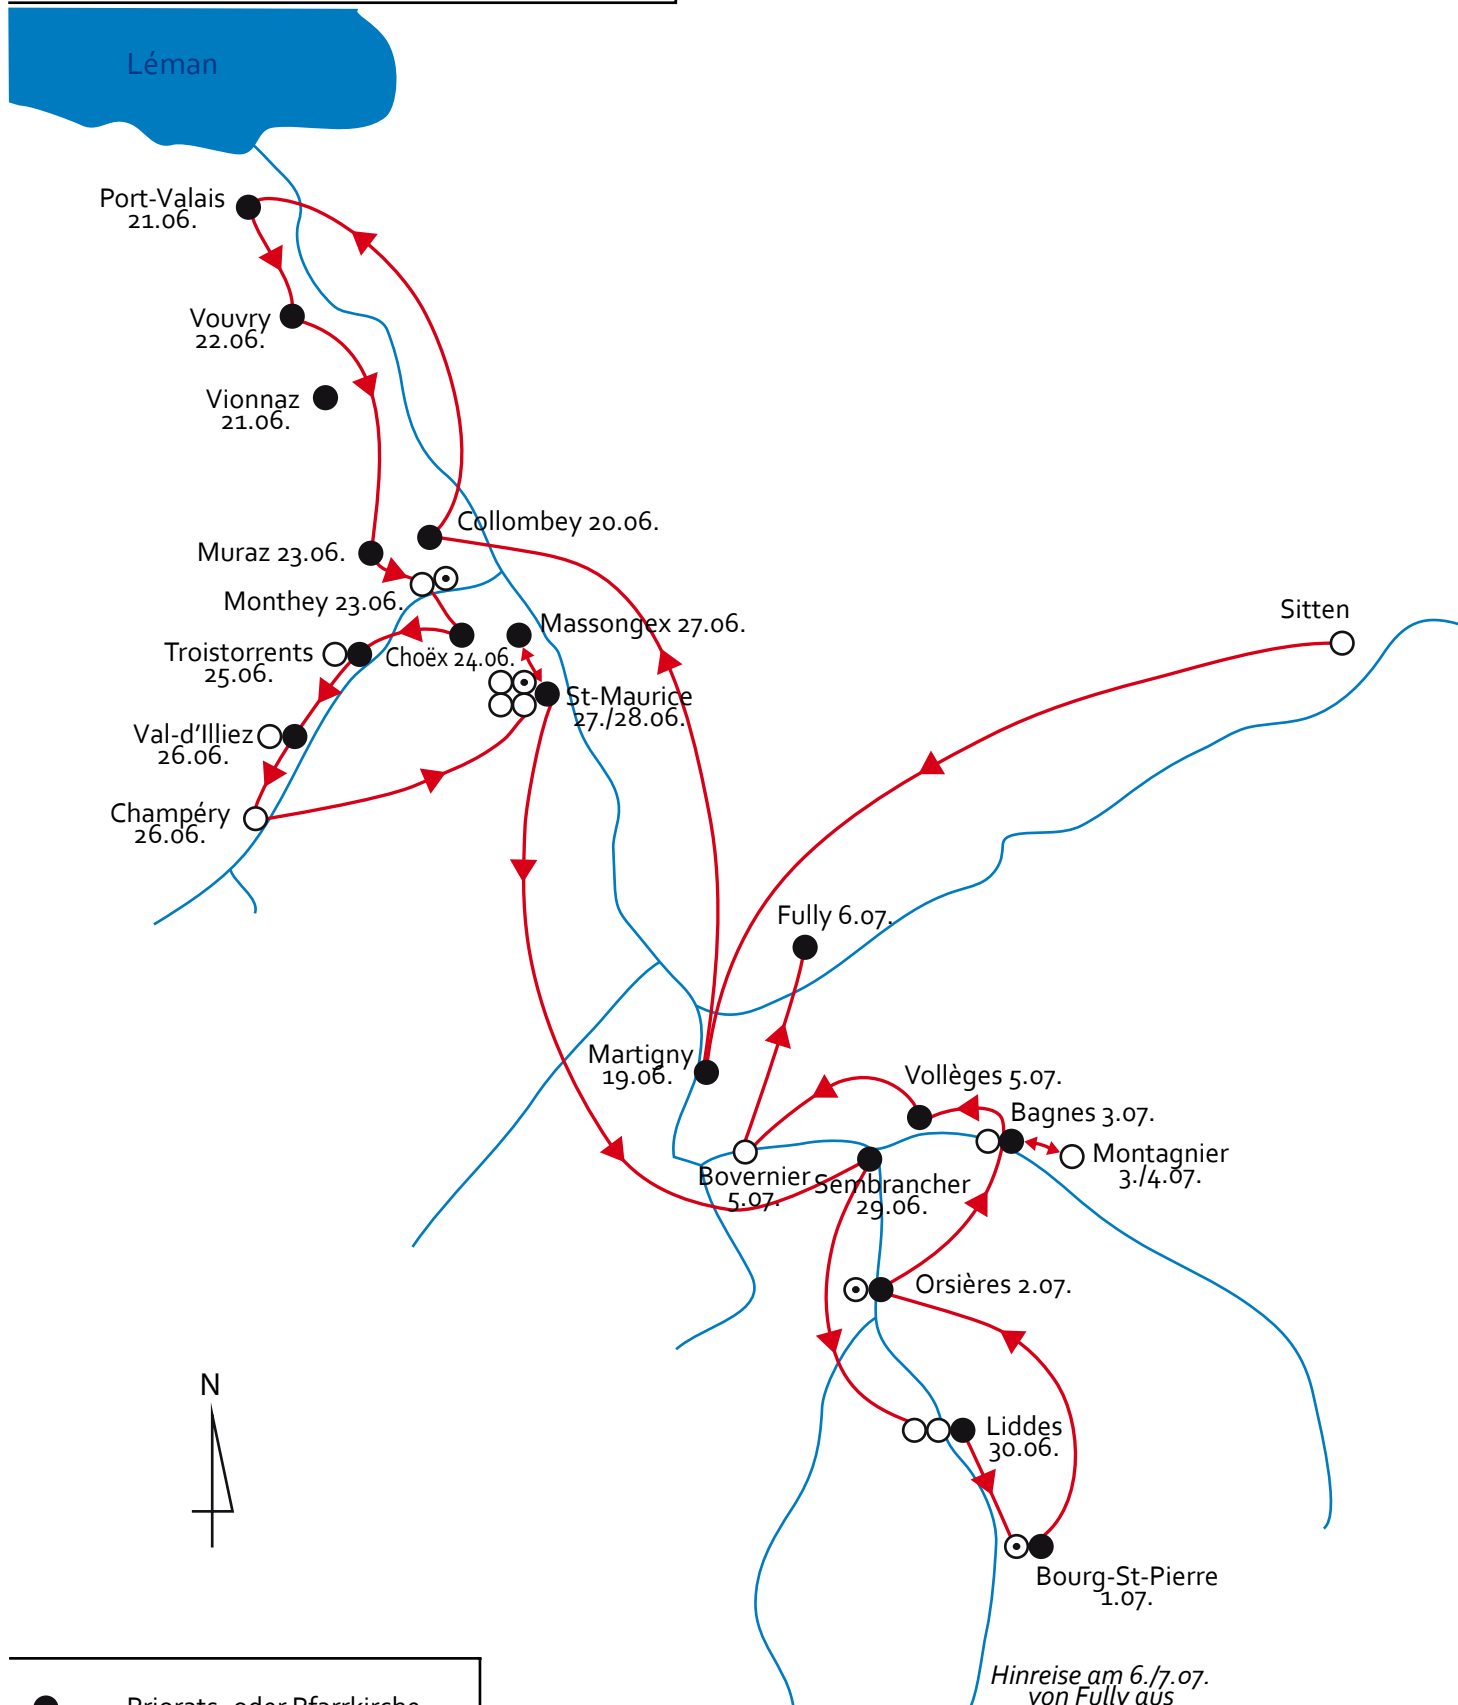 Léman
Port-Valais
21.06.
Vouvry
22.06.
Vionnaz
21.06.
Collombey 20.06.
Muraz 23.06.
Monthey 23.06.
Massongex 27.06.
Sitten
Troistorrents
25.06.
Choëx 24.06.
St-Maurice
27./28.06.
Val-d'Illiez
26.06.
Champéry
26.06.
Fully 6.07.
Martigny
19.06.
Vollèges 5.07.
Bagnes 3.07.
Montagnier
3./4.07.
Bovernier
5.07.
Sembrancher
29.06.
Orsières 2.07.
N
Liddes
30.06.
Bourg-St-Pierre
1.07.
Hinreise am 6./7.07.
von Fully aus
Priorats- oder Pfarrkirche